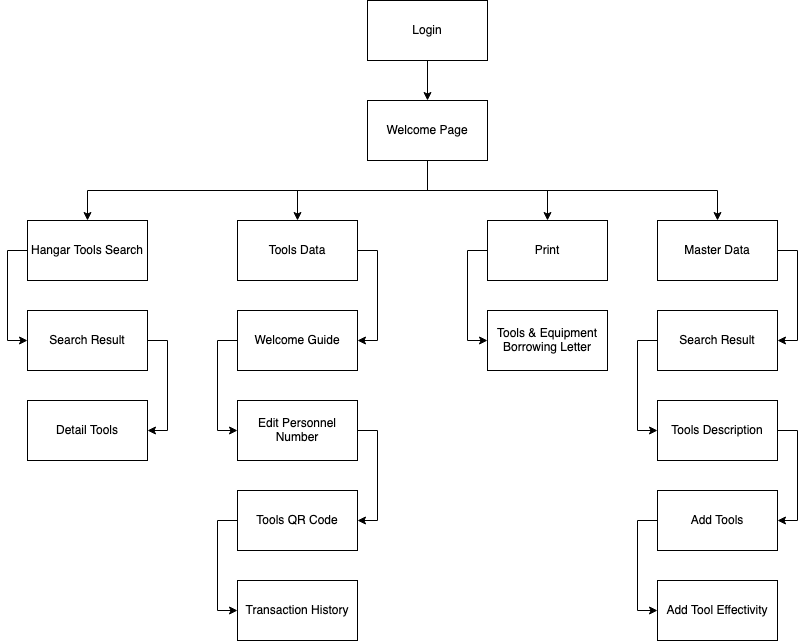 Login
Welcome Page
Hangar Tools Search
Tools Data
Print
Master Data
Search Result
Welcome Guide
Tools & Equipment
Borrowing Letter
Search Result
Detail Tools
Edit Personnel
Number
Tools Description
Tools QR Code
Add Tools
Transaction History
Add Tool Effectivity